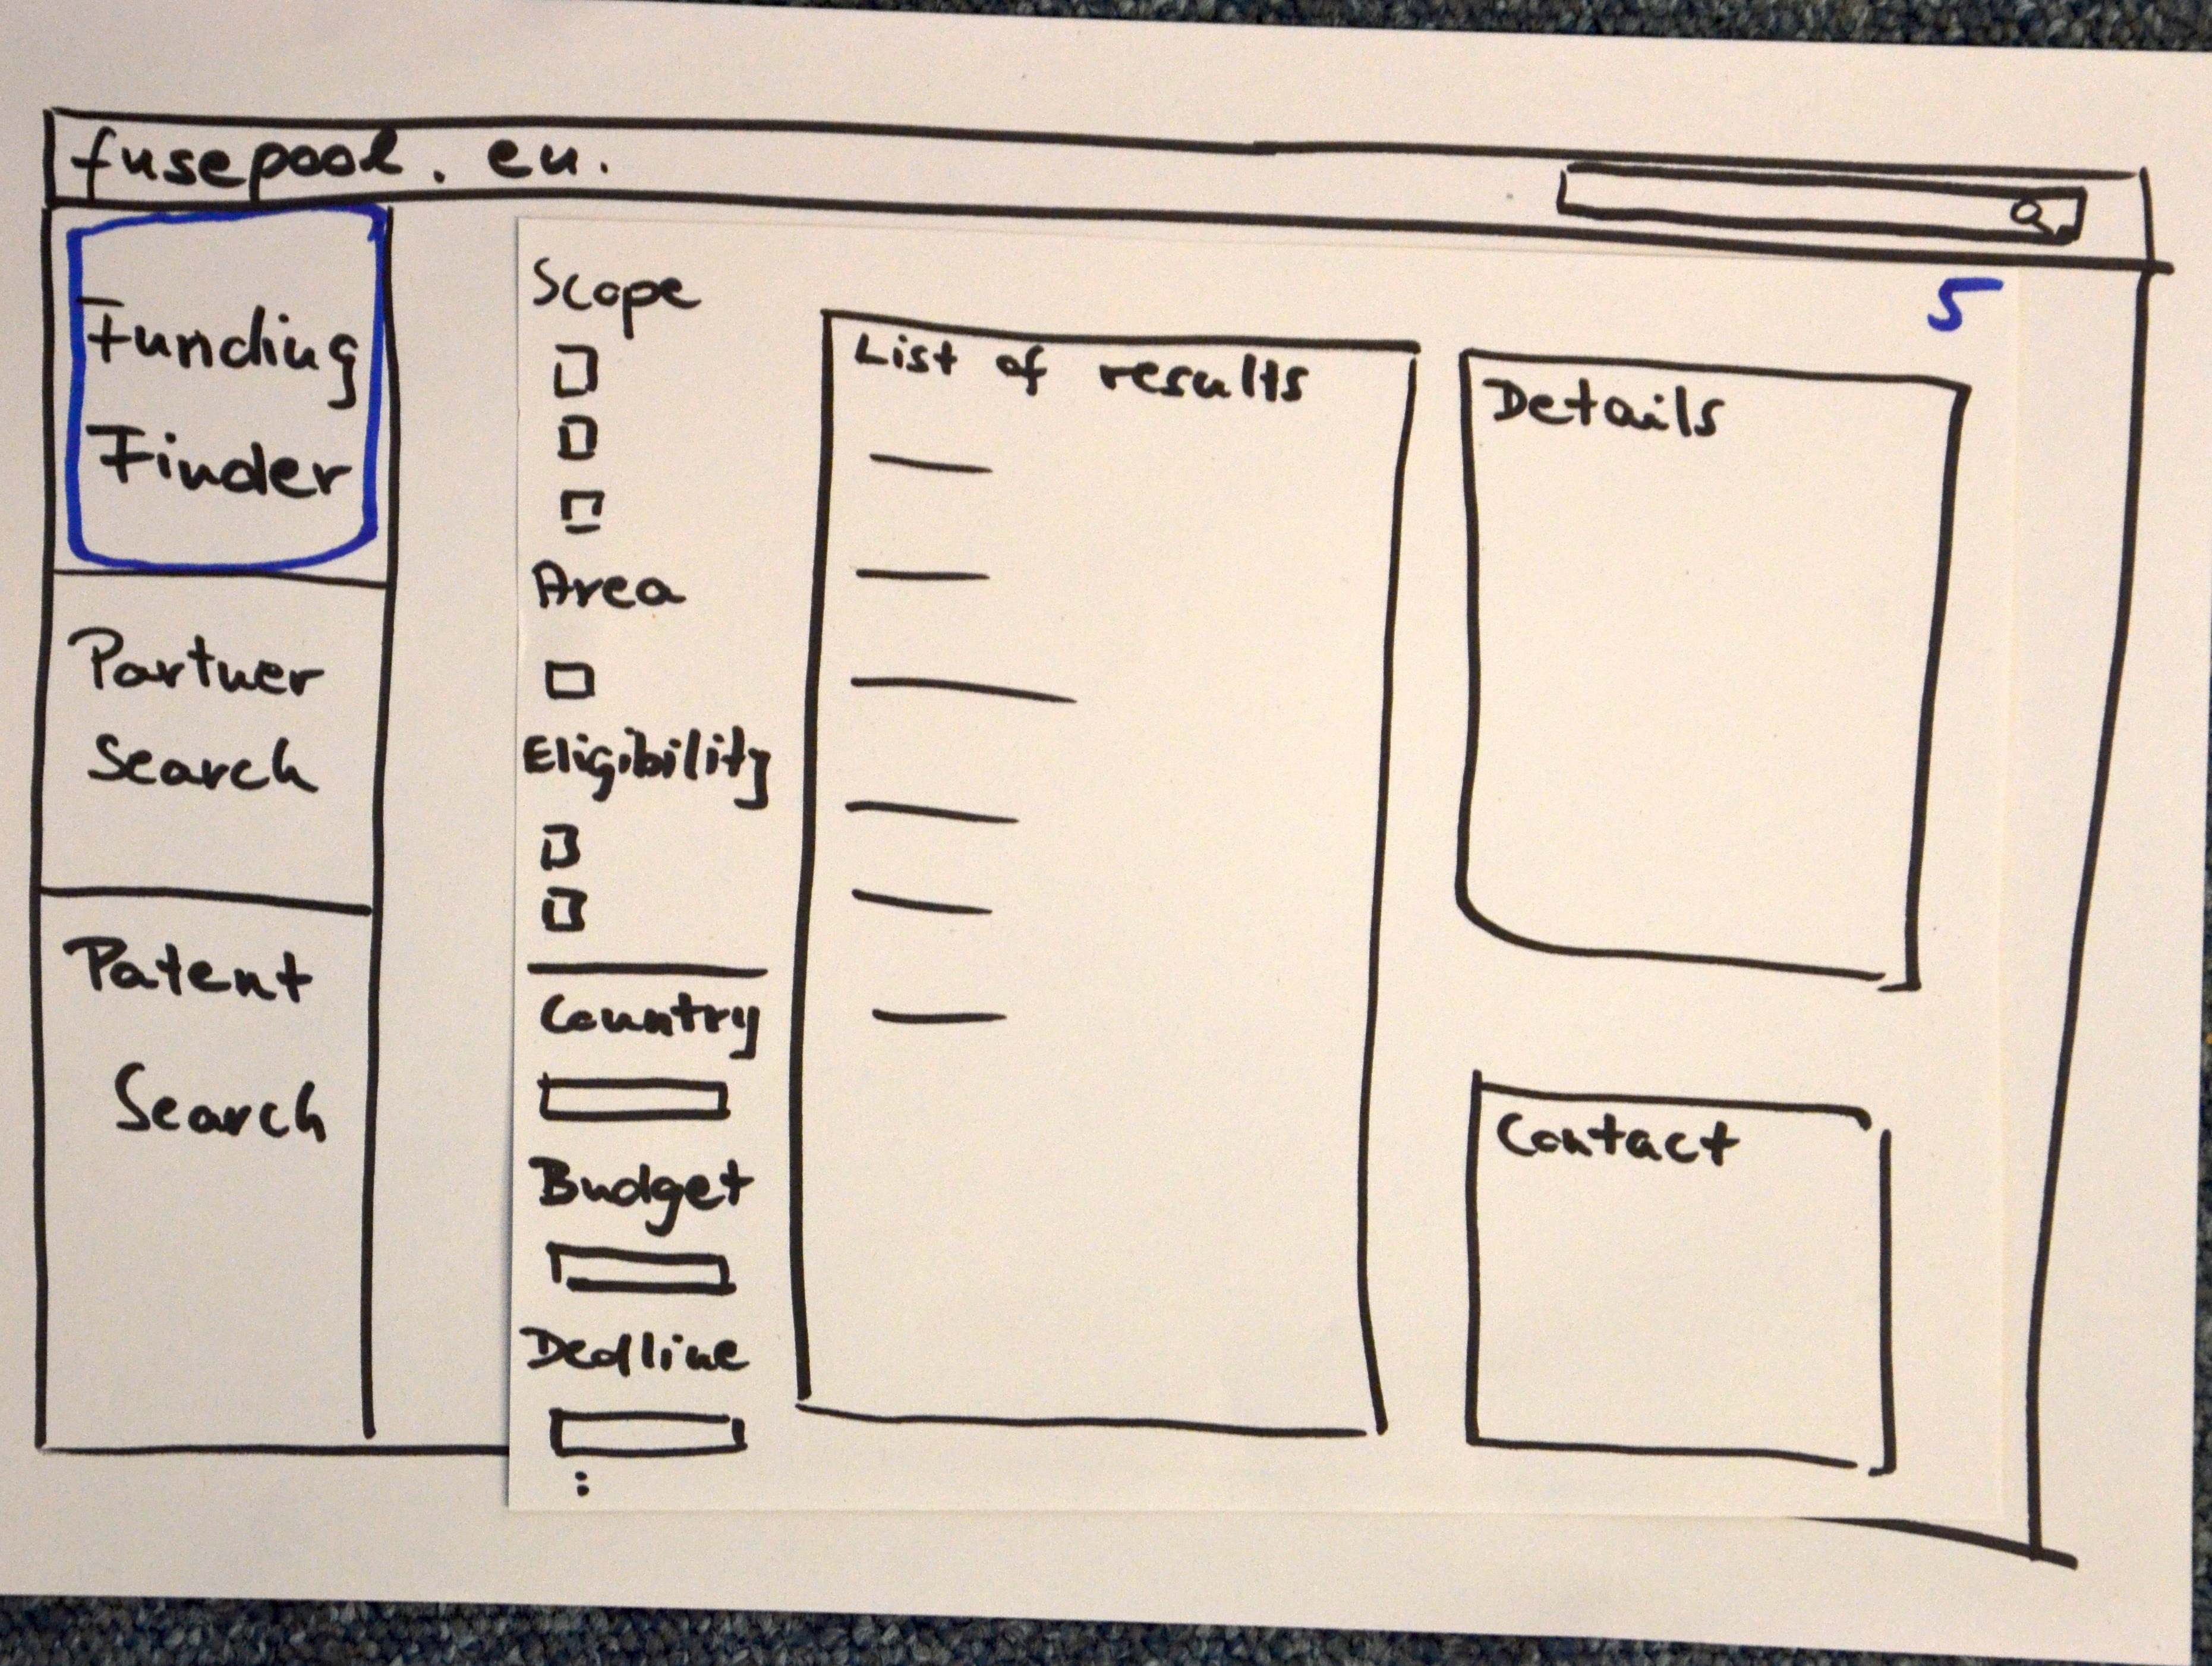 fusepool. eu.
Funding
Finder
Partner
Search
Patent
Search
5
Scope
Area
Eligibility
Country
Budget
Dedline
:
List of results
Details
Contact